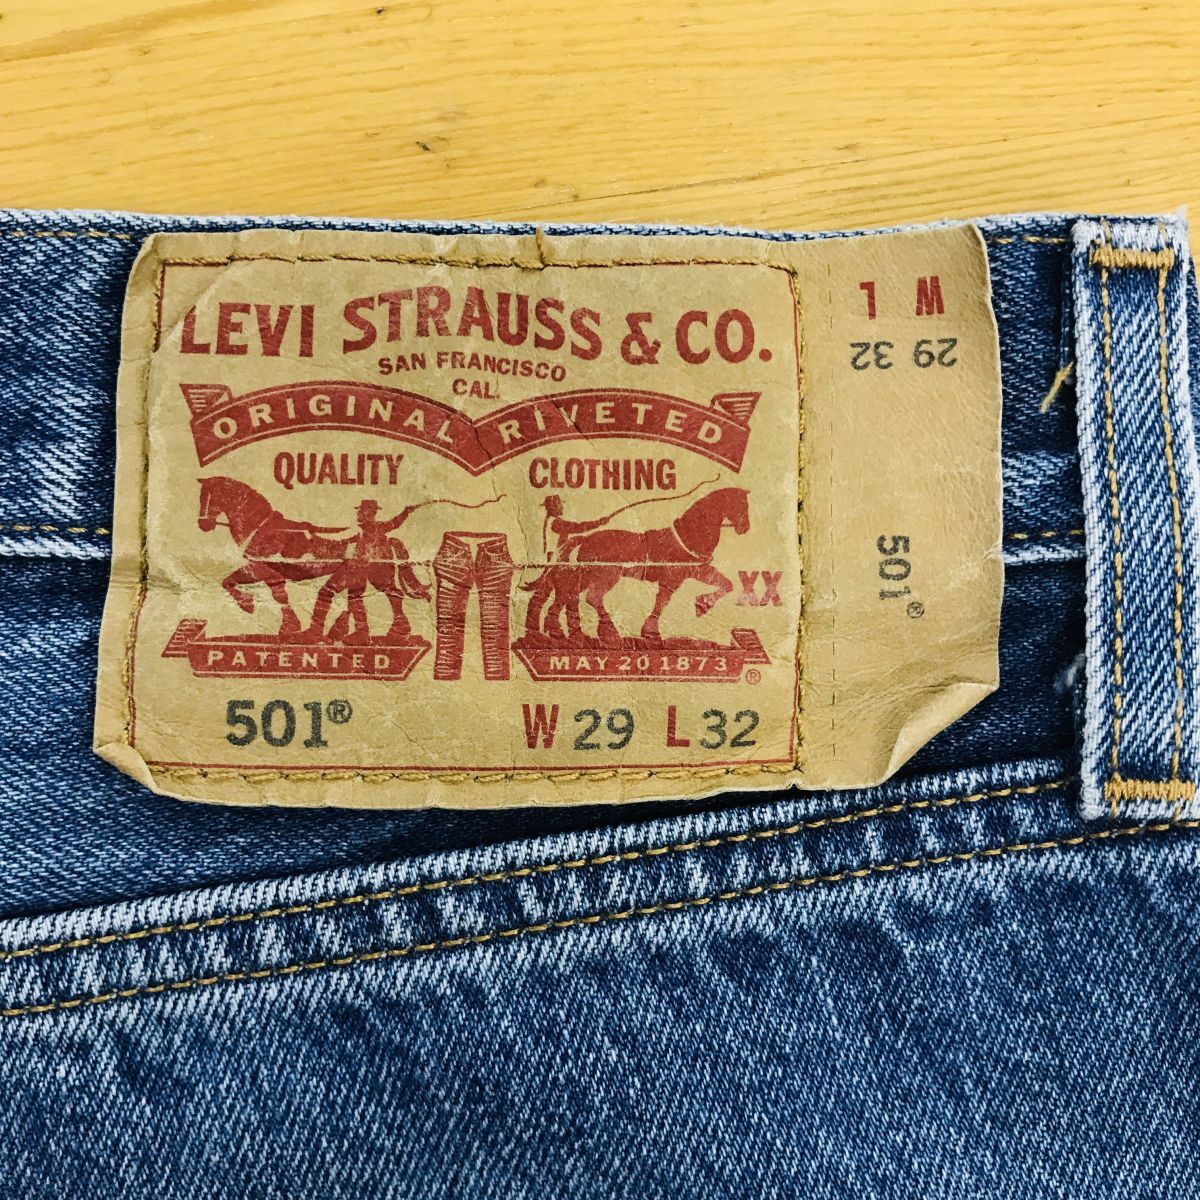 LEVI STRAUSS & CO.
SAN FRANCISCO
CAL.
ORIGINAL RIVETED
QUALITY CLOTHING
XX
PATENTED MAY 20 1873 ®
501® W 29 L 32
W L
29 32
501®